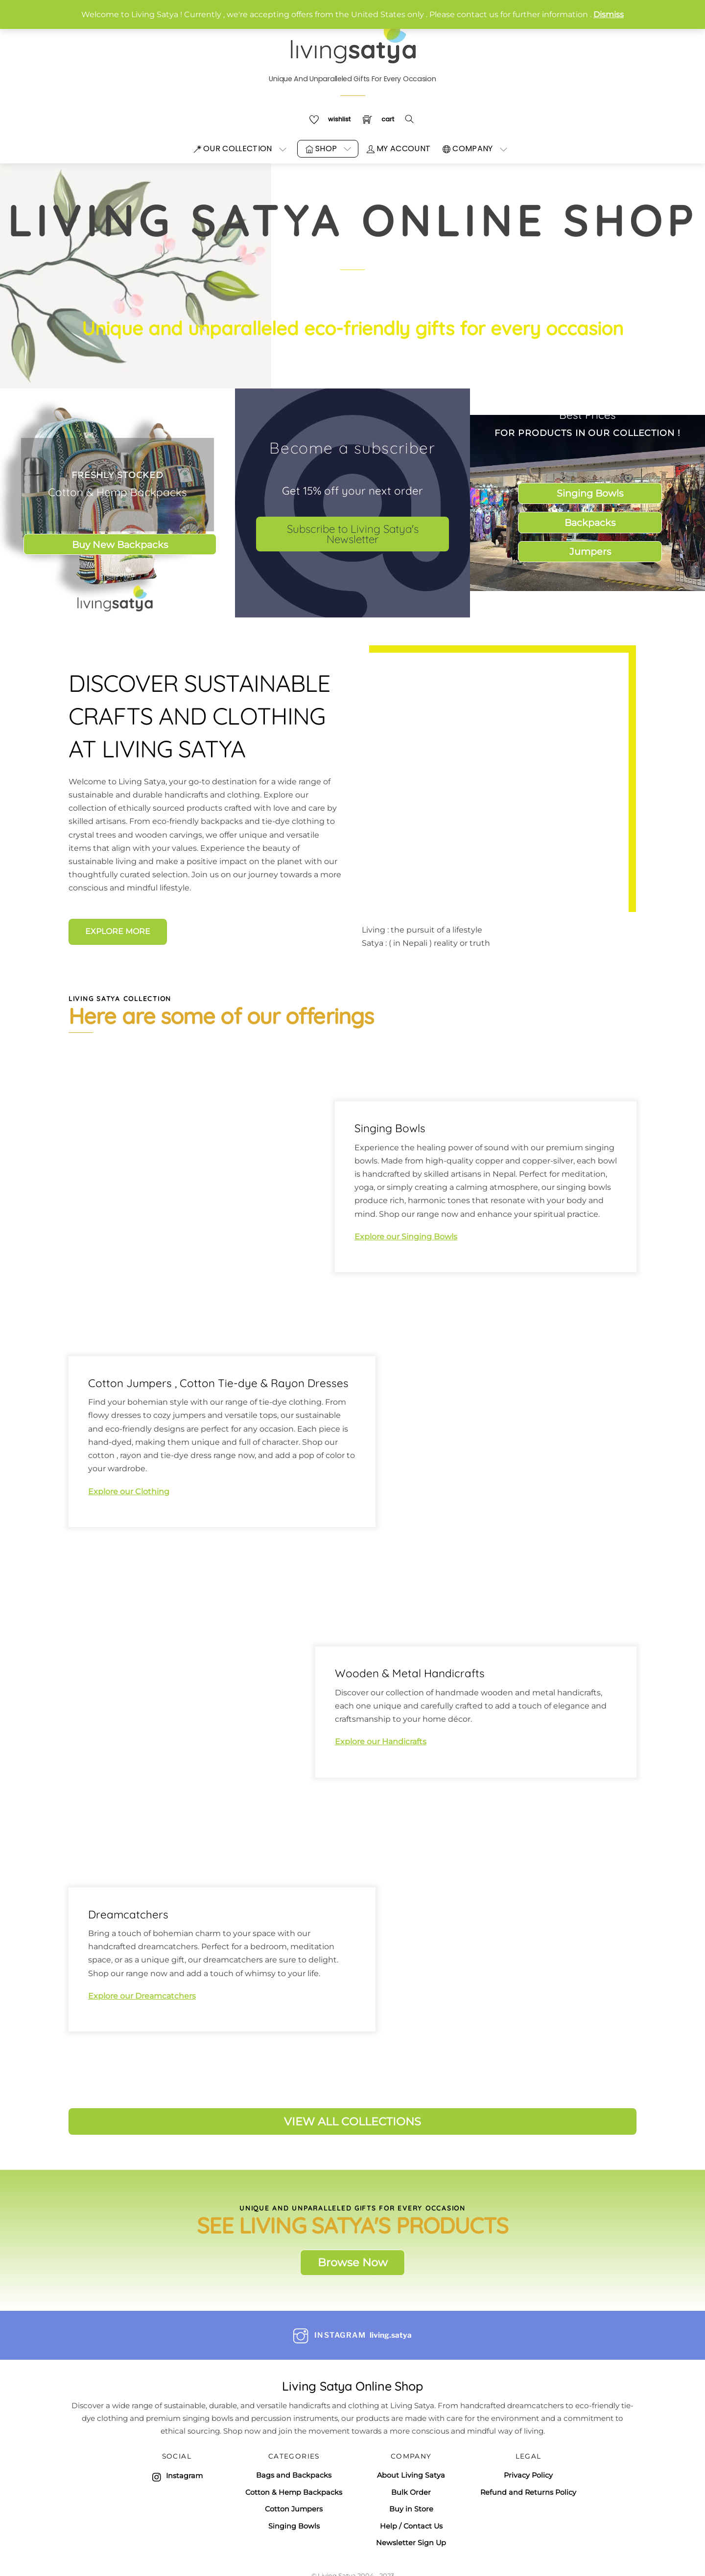 Welcome to Living Satya ! Currently , we're accepting offers from the United States only . Please contact us for further information . Dismiss
livingsatya
Unique And Unparalleled Gifts For Every Occasion
wishlist cart
OUR COLLECTION SHOP MY ACCOUNT COMPANY
LIVING SATYA ONLINE SHOP
Unique and unparalleled eco-friendly gifts for every occasion
FRESHLY STOCKED
Cotton & Hemp Backpacks
Buy New Backpacks
livingsatya
Become a subscriber
Get 15% off your next order
Subscribe to Living Satya's
Newsletter
Best Prices
FOR PRODUCTS IN OUR COLLECTION !
Singing Bowls
Backpacks
Jumpers
DISCOVER SUSTAINABLE
CRAFTS AND CLOTHING
AT LIVING SATYA
Welcome to Living Satya, your go-to destination for a wide range of
sustainable and durable handicrafts and clothing. Explore our
collection of ethically sourced products crafted with love and care by
skilled artisans. From eco-friendly backpacks and tie-dye clothing to
crystal trees and wooden carvings, we offer unique and versatile
items that align with your values. Experience the beauty of
sustainable living and make a positive impact on the planet with our
thoughtfully curated selection. Join us on our journey towards a more
conscious and mindful lifestyle.
EXPLORE MORE
Living : the pursuit of a lifestyle
Satya : ( in Nepali ) reality or truth
LIVING SATYA COLLECTION
Here are some of our offerings
Singing Bowls
Experience the healing power of sound with our premium singing
bowls. Made from high-quality copper and copper-silver, each bowl
is handcrafted by skilled artisans in Nepal. Perfect for meditation,
yoga, or simply creating a calming atmosphere, our singing bowls
produce rich, harmonic tones that resonate with your body and
mind. Shop our range now and enhance your spiritual practice.
Explore our Singing Bowls
Cotton Jumpers , Cotton Tie-dye & Rayon Dresses
Find your bohemian style with our range of tie-dye clothing. From
flowy dresses to cozy jumpers and versatile tops, our sustainable
and eco-friendly designs are perfect for any occasion. Each piece is
hand-dyed, making them unique and full of character. Shop our
cotton , rayon and tie-dye dress range now, and add a pop of color to
your wardrobe.
Explore our Clothing
Wooden & Metal Handicrafts
Discover our collection of handmade wooden and metal handicrafts,
each one unique and carefully crafted to add a touch of elegance and
craftsmanship to your home décor.
Explore our Handicrafts
Dreamcatchers
Bring a touch of bohemian charm to your space with our
handcrafted dreamcatchers. Perfect for a bedroom, meditation
space, or as a unique gift, our dreamcatchers are sure to delight.
Shop our range now and add a touch of whimsy to your life.
Explore our Dreamcatchers
VIEW ALL COLLECTIONS
UNIQUE AND UNPARALLELED GIFTS FOR EVERY OCCASION
SEE LIVING SATYA'S PRODUCTS
Browse Now
INSTAGRAM living.satya
Living Satya Online Shop
Discover a wide range of sustainable, durable, and versatile handicrafts and clothing at Living Satya. From handcrafted dreamcatchers to eco-friendly tie-
dye clothing and premium singing bowls and percussion instruments, our products are made with care for the environment and a commitment to
ethical sourcing. Shop now and join the movement towards a more conscious and mindful way of living.
SOCIAL
Instagram
CATEGORIES
Bags and Backpacks
Cotton & Hemp Backpacks
Cotton Jumpers
Singing Bowls
COMPANY
About Living Satya
Bulk Order
Buy in Store
Help / Contact Us
Newsletter Sign Up
LEGAL
Privacy Policy
Refund and Returns Policy
© Living Satya 2004 - 2023